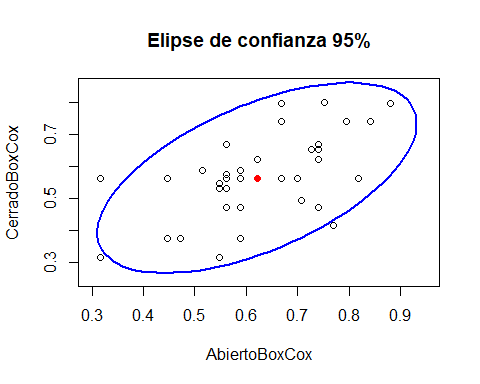 Elipse de confianza 95%
CerradoBoxCox
0.7
0.5
0.3
0.3 0.4 0.5 0.6 0.7 0.8 0.9
AbiertoBoxCox